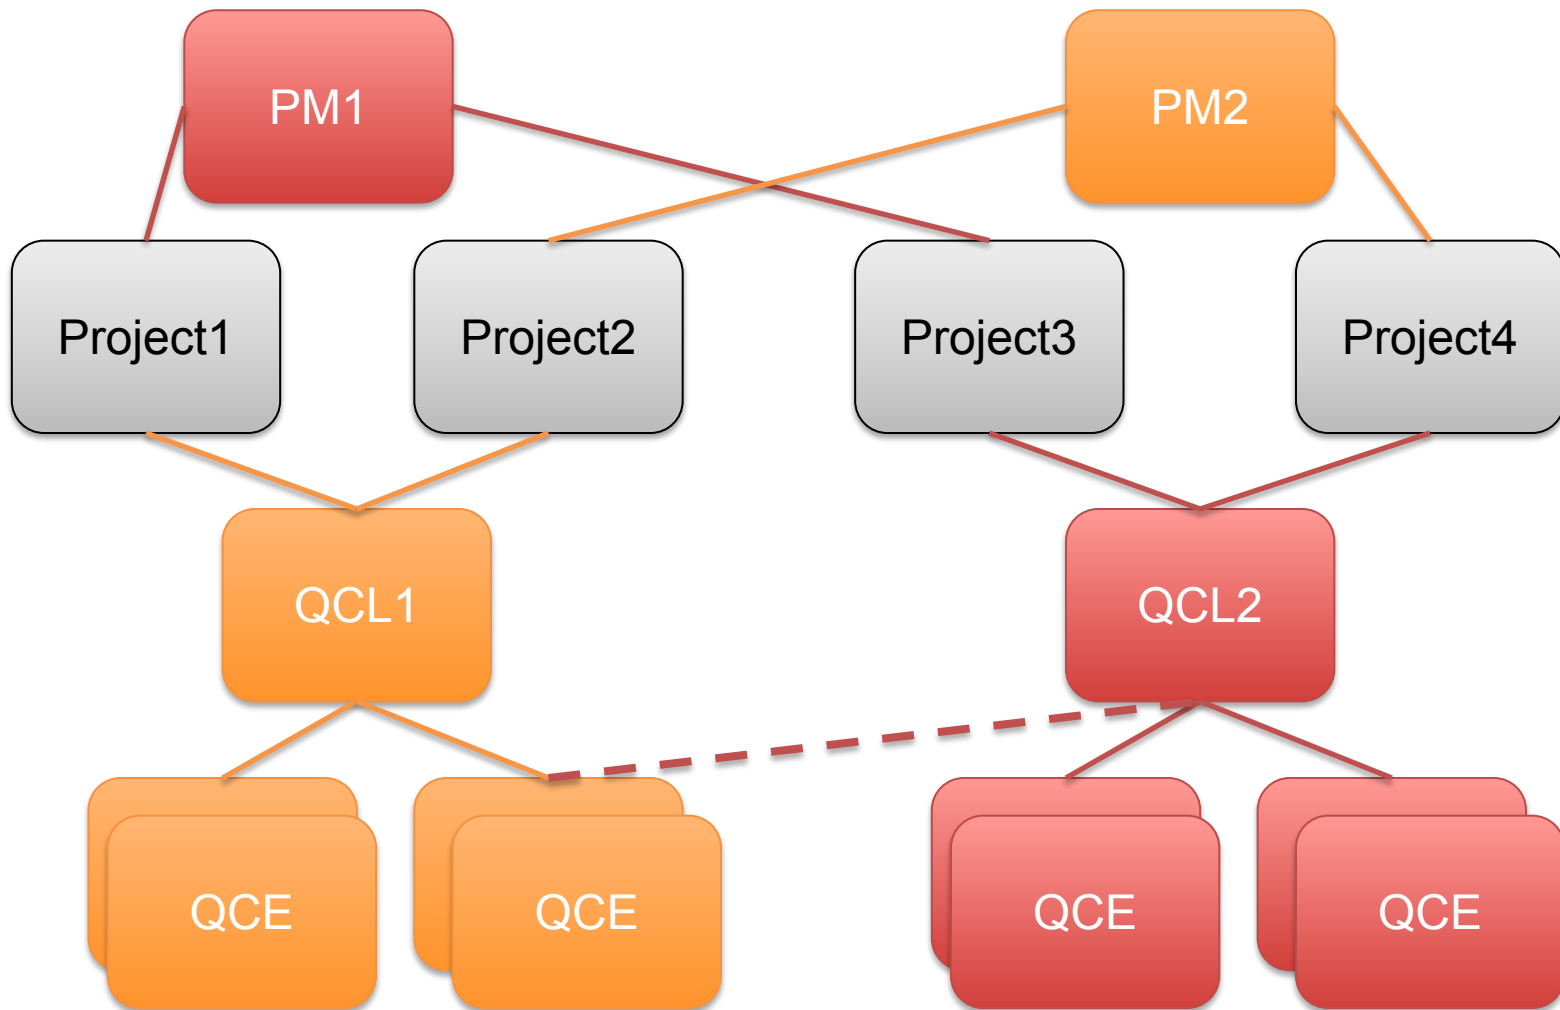 PM1
PM2
Project1
Project2
Project3
Project4
QCL1
QCL2
QCE
QCE
QCE
QCE